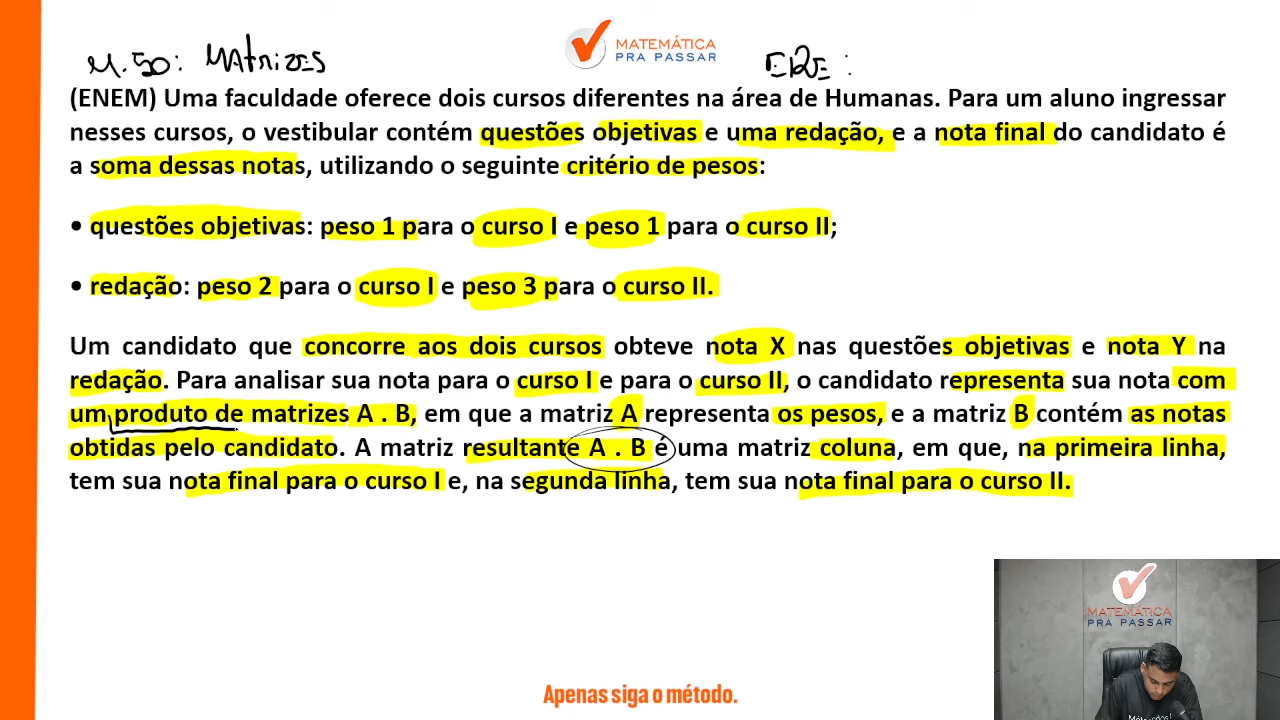 M.50: MATRIZES
MATEMÁTICA
PRA PASSAR
ERE:
(ENEM) Uma faculdade oferece dois cursos diferentes na área de Humanas. Para um aluno ingressar
nesses cursos, o vestibular contém questões objetivas e uma redação, e a nota final do candidato é
a soma dessas notas, utilizando o seguinte critério de pesos:
• questões objetivas: peso 1 para o curso I e peso 1 para o curso II;
• redação: peso 2 para o curso I e peso 3 para o curso II.
Um candidato que concorre aos dois cursos obteve nota X nas questões objetivas e nota Y na
redação. Para analisar sua nota para o curso I e para o curso II, o candidato representa sua nota com
um produto de matrizes A . B, em que a matriz A representa os pesos, e a matriz B contém as notas
obtidas pelo candidato. A matriz resultante A . B é uma matriz coluna, em que, na primeira linha,
tem sua nota final para o curso I e, na segunda linha, tem sua nota final para o curso II.
MATEMÁTICA
PRA PASSAR
Apenas siga o método.